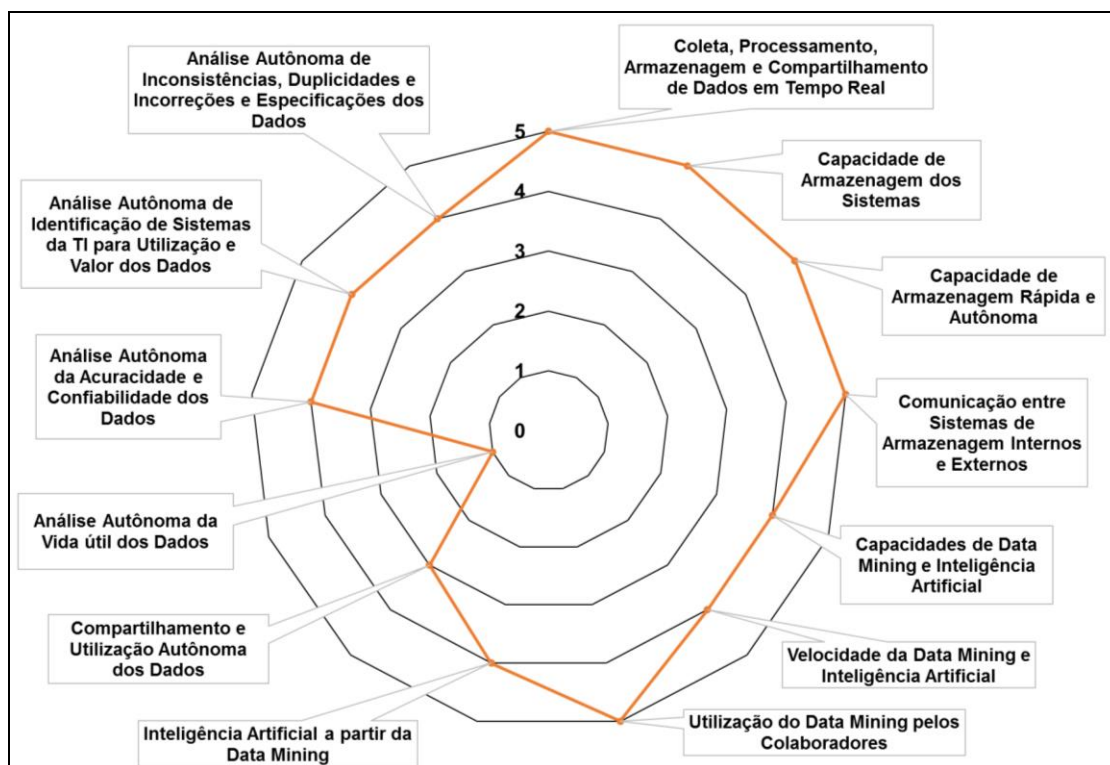 Coleta, Processamento,
Armazenagem e Compartilhamento
de Dados em Tempo Real
Capacidade de
Armazenagem dos
Sistemas
Capacidade de
Armazenagem Rápida e
Autônoma
Comunicação entre
Sistemas de
Armazenagem Internos
e Externos
Capacidades de Data
Mining e Inteligência
Artificial
Velocidade da Data Mining e
Inteligência Artificial
Utilização do Data Mining pelos
Colaboradores
Inteligência Artificial a partir da
Data Mining
Compartilhamento e
Utilização Autônoma
dos Dados
Análise Autônoma da
Vida útil dos Dados
Análise Autônoma
da Acuracidade e
Confiabilidade dos
Dados
Análise Autônoma de
Identificação de Sistemas
da TI para Utilização e
Valor dos Dados
Análise Autônoma de
Inconsistências, Duplicidades e
Incorreções e Especificações dos
Dados
5
4
3
2
1
0